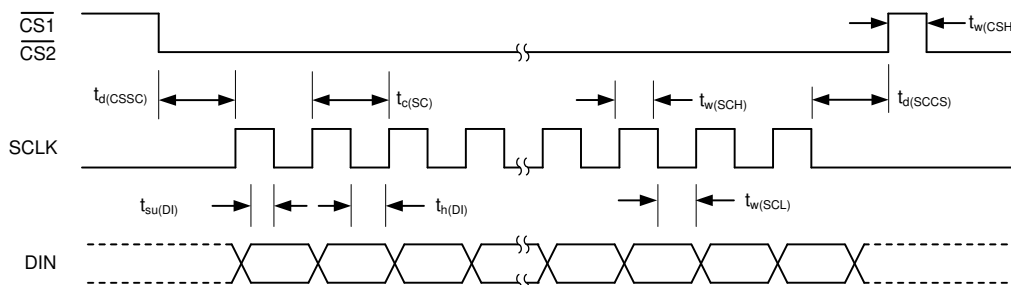 CS1
CS2
tw(CSH
td(CSSC)
tc(SC)
tw(SCH)
td(SCCS)
SCLK
tsu(DI)
th(DI)
tw(SCL)
DIN